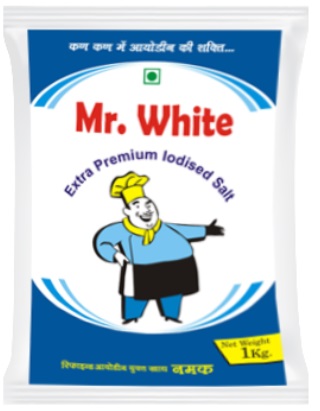 कण कण में आयोडीन की शक्ति...
Mr. White
Extra Premium Iodised Salt
Net Weight
1Kg.
रिफाइन्ड आयोडीन युक्त खाद्य नमक